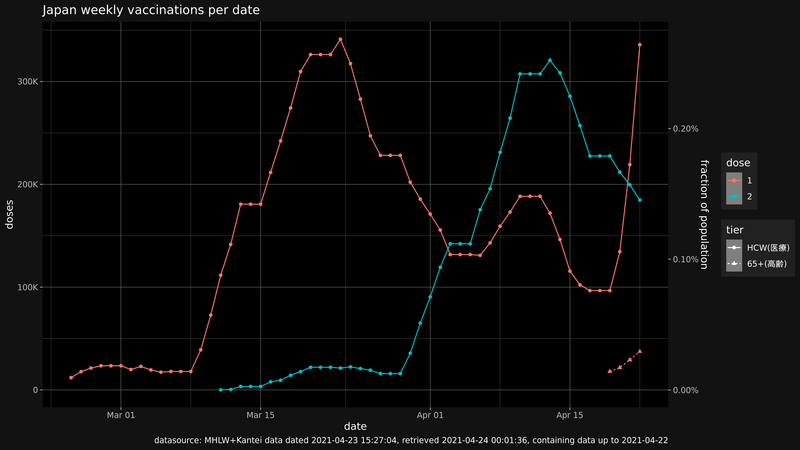 Japan weekly vaccinations per date
300K
200K
100K
0
doses
0.20%
0.10%
0.00%
fraction of population
Mar 01
Mar 15
Apr 01
Apr 15
date
dose
1
2
tier
HCW(医療)
65+(高齢)
datasource: MHLW+Kantei data dated 2021-04-23 15:27:04, retrieved 2021-04-24 00:01:36, containing data up to 2021-04-22